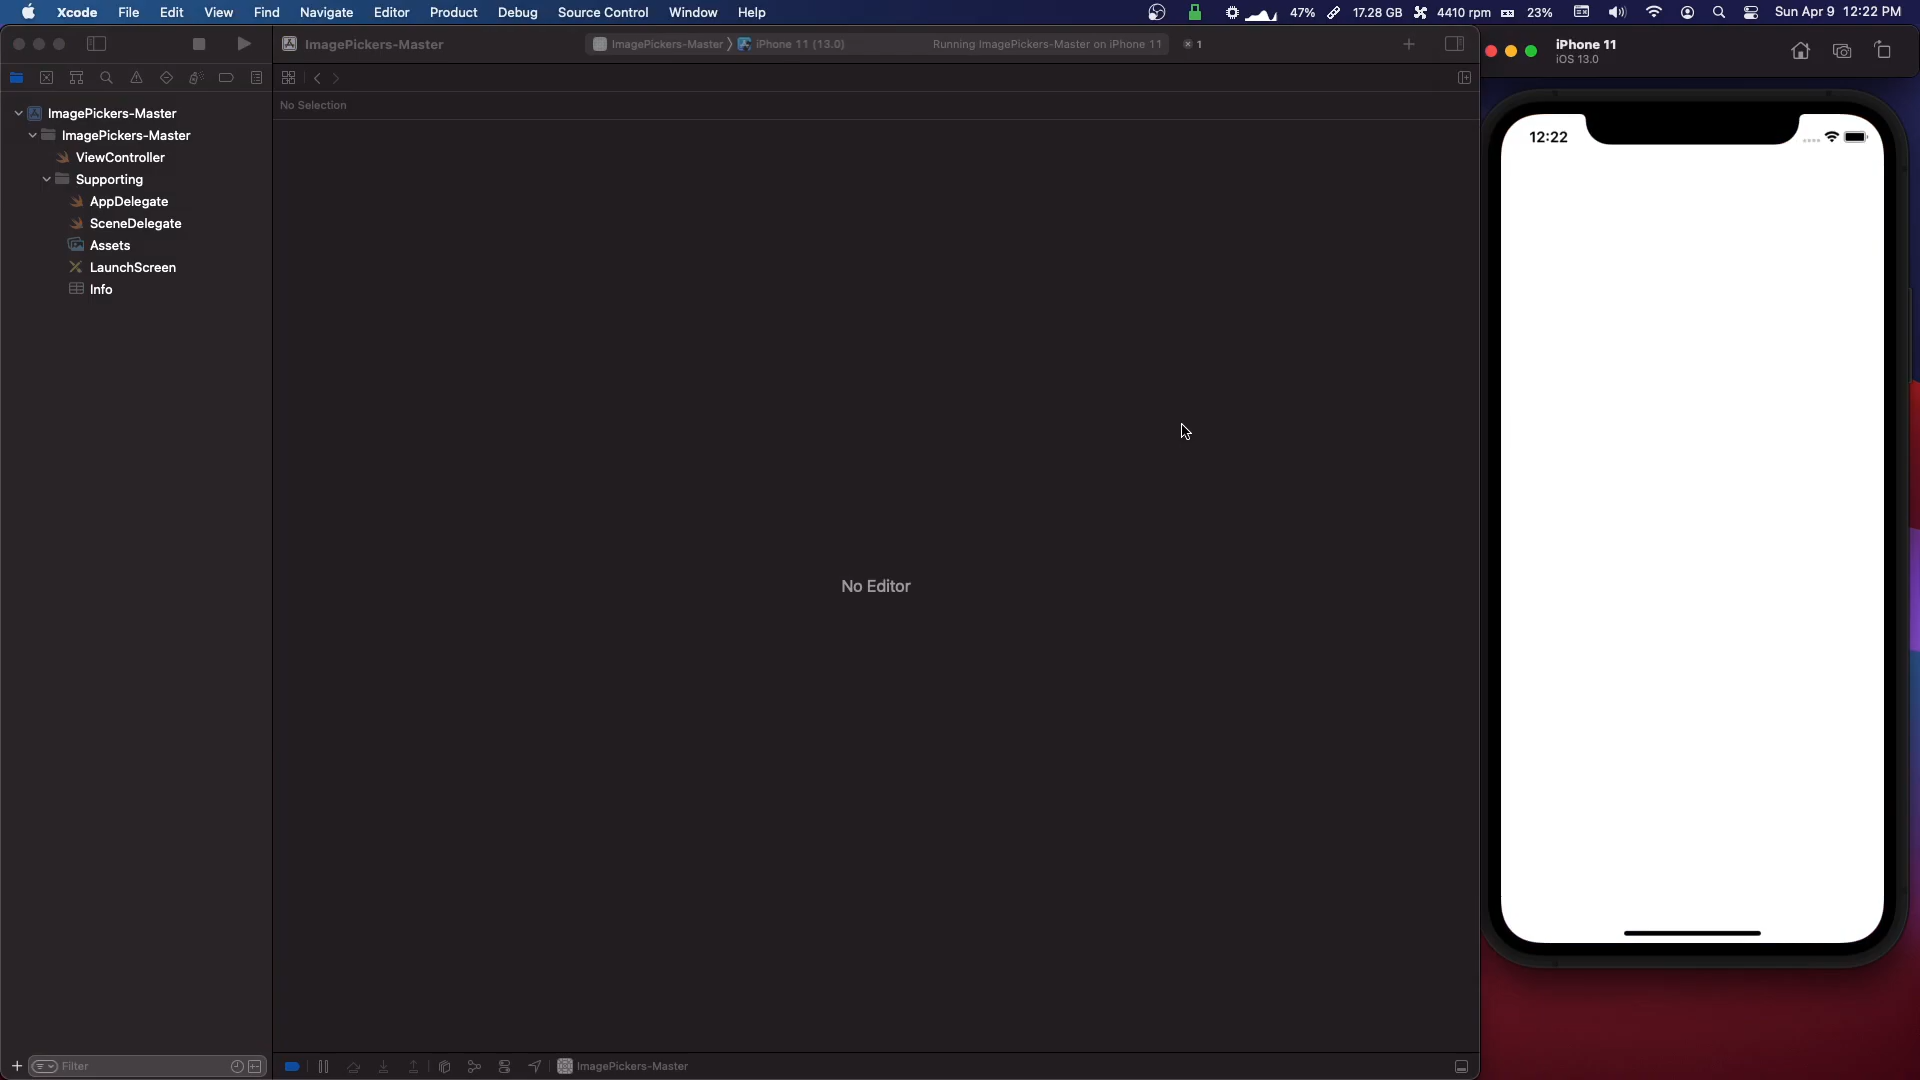 Xcode File Edit View Find Navigate Editor Product Debug Source Control Window Help 47% 17.28 GB 4410 rpm 23% Sun Apr 9 12:22 PM
ImagePickers-Master ImagePickers-Master iPhone 11 (13.0) Running ImagePickers-Master on iPhone 11 1
iPhone 11
iOS 13.0
No Selection
ImagePickers-Master
ImagePickers-Master
ViewController
Supporting
AppDelegate
SceneDelegate
Assets
LaunchScreen
Info
12:22
No Editor
Filter
ImagePickers-Master